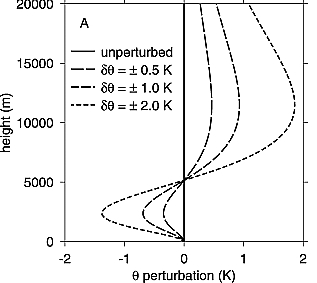 20000
A
unperturbed
δθ = ± 0.5 K
15000
δθ = ± 1.0 K
δθ = ± 2.0 K
height (m)
10000
5000
0
-2 -1 0 1 2
θ perturbation (K)